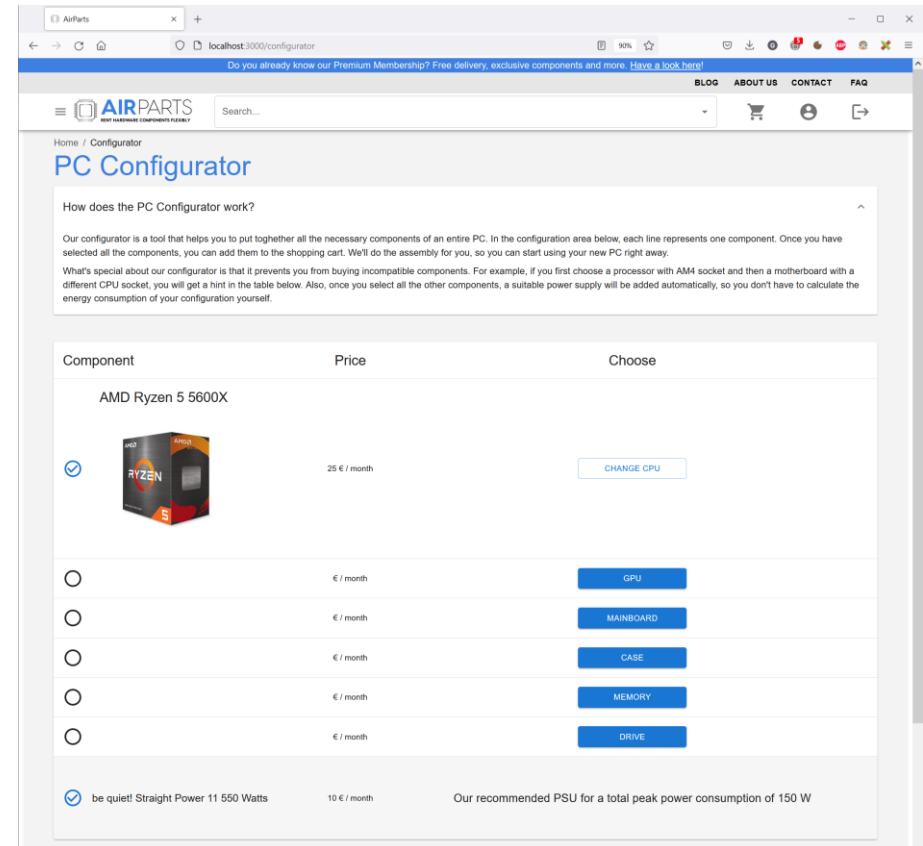 AirParts
localhost:3000/configurator
90%
Do you already know our Premium Membership? Free delivery, exclusive components and more. Have a look here!
BLOG ABOUT US CONTACT FAQ
AIRPARTS
RENT HARDWARE COMPONENTS FLEXIBLY
Search...
Home / Configurator
PC Configurator
How does the PC Configurator work?
Our configurator is a tool that helps you to put toghether all the necessary components of an entire PC. In the configuration area below, each line represents one component. Once you have
selected all the components, you can add them to the shopping cart. We'll do the assembly for you, so you can start using your new PC right away.
What's special about our configurator is that it prevents you from buying incompatible components. For example, if you first choose a processor with AM4 socket and then a motherboard with a
different CPU socket, you will get a hint in the table below. Also, once you select all the other components, a suitable power supply will be added automatically, so you don't have to calculate the
energy consumption of your configuration yourself.
Component Price Choose
AMD Ryzen 5 5600X
AMD
RYZEN
5
25 € / month
CHANGE CPU
€ / month GPU
€ / month MAINBOARD
€ / month CASE
€ / month MEMORY
€ / month DRIVE
be quiet! Straight Power 11 550 Watts 10 € / month Our recommended PSU for a total peak power consumption of 150 W